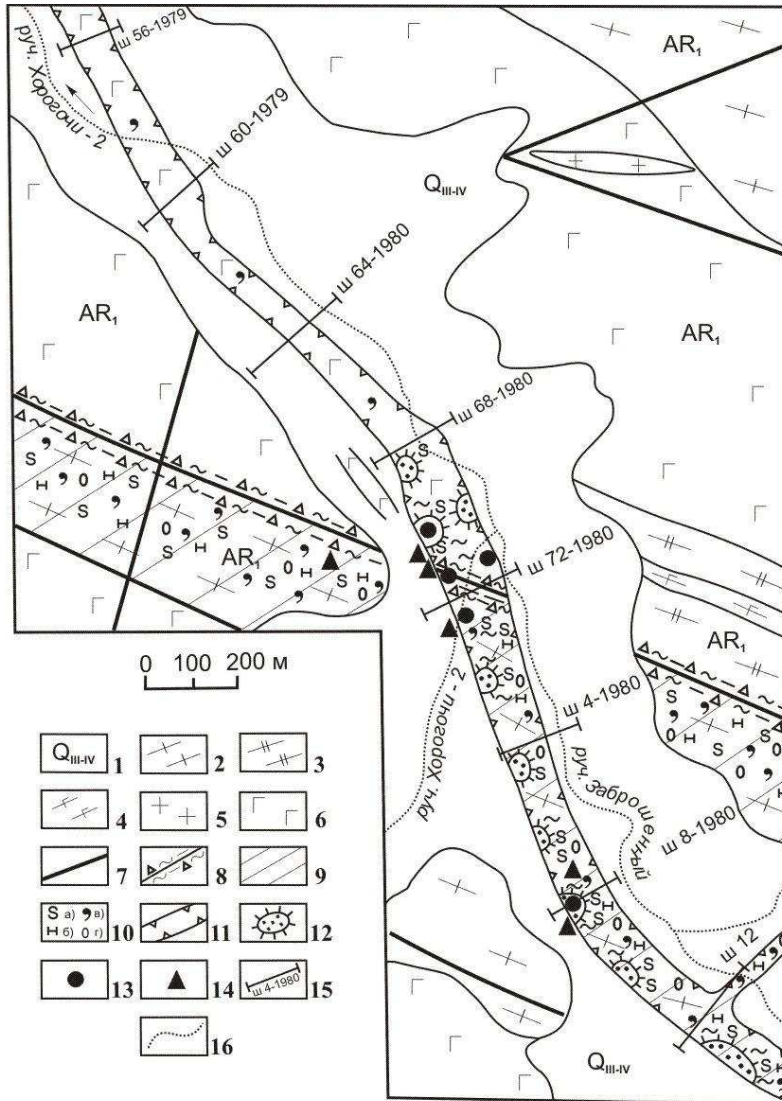 ш 56-1979
AR₁
руч. Хорогочи - 2
ш 60-1979
Q III-IV
ш 64-1980
AR₁
AR₁
ш 68-1980
AR₁
ш 72-1980
AR₁
0 100 200 м
ш 4-1980
руч. Хорогочи - 2
руч. Заброшенный
ш 8-1980
ш 12
Q III-IV
Q III-IV 1
2
3
4
5
6
7
8
9
S а) , в)
H б) 0 г) 10
11
12
13
14
ш 4-1980 15
16